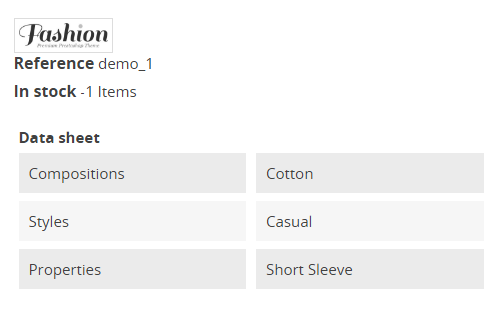 Fashion
Premium Prestashop Theme
Reference demo_1
In stock -1 Items
Data sheet
Compositions Cotton
Styles Casual
Properties Short Sleeve